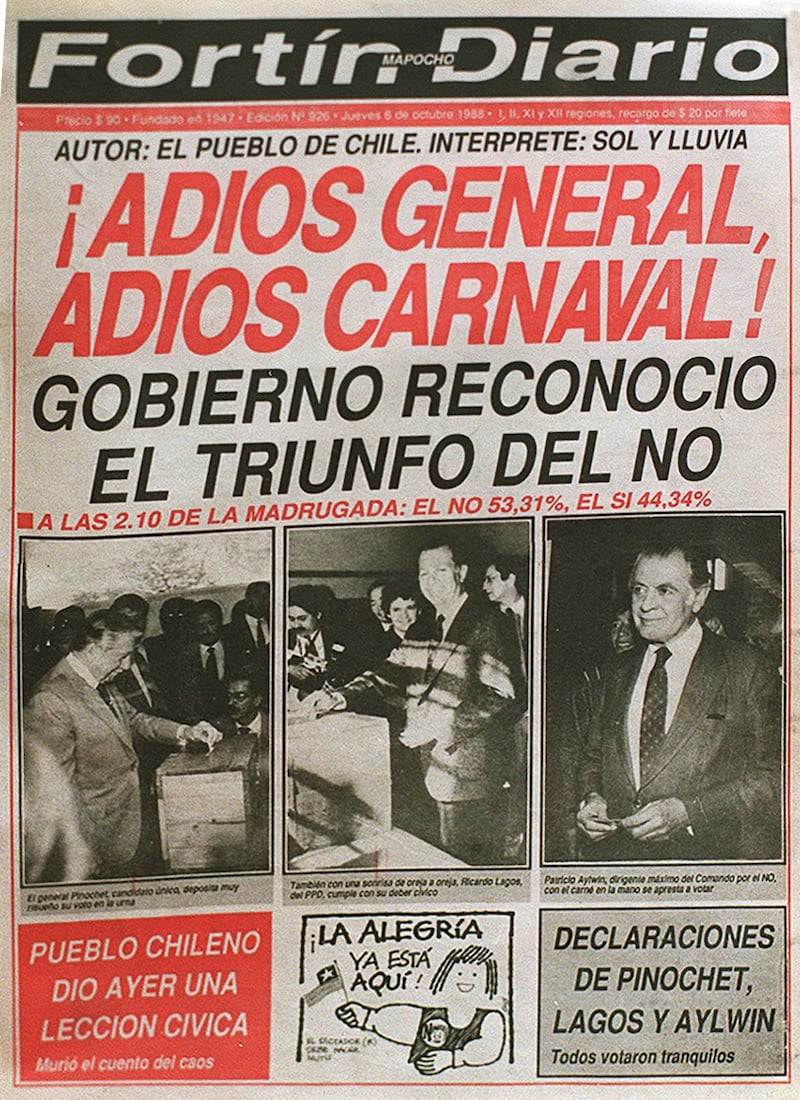 Fortín Diario
MAPOCHO
Precio $ 90 • Fundado en 1947 • Edición Nº 926 • Jueves 6 de octubre 1988 • I, II, XI y XII regiones, recargo de $ 20 por flete
AUTOR: EL PUEBLO DE CHILE. INTERPRETE: SOL Y LLUVIA
¡ADIOS GENERAL,
ADIOS CARNAVAL!
GOBIERNO RECONOCIO
EL TRIUNFO DEL NO
A LAS 2.10 DE LA MADRUGADA: EL NO 53,31%, EL SI 44,34%
El general Pinochet, candidato único, deposita muy
risueño su voto en la urna
También con una sonrisa de oreja a oreja, Ricardo Lagos,
del PPD, cumple con su deber cívico
Patricio Aylwin, dirigente máximo del Comando por el NO,
con el carné en la mano se apresta a votar
PUEBLO CHILENO
DIO AYER UNA
LECCION CIVICA
Murió el cuento del caos
¡LA ALEGRÍA
YA ESTÁ
AQUÍ!
EL DICTADOR (R)
DEBE HACER
MUTIS
DECLARACIONES
DE PINOCHET,
LAGOS Y AYLWIN
Todos votaron tranquilos